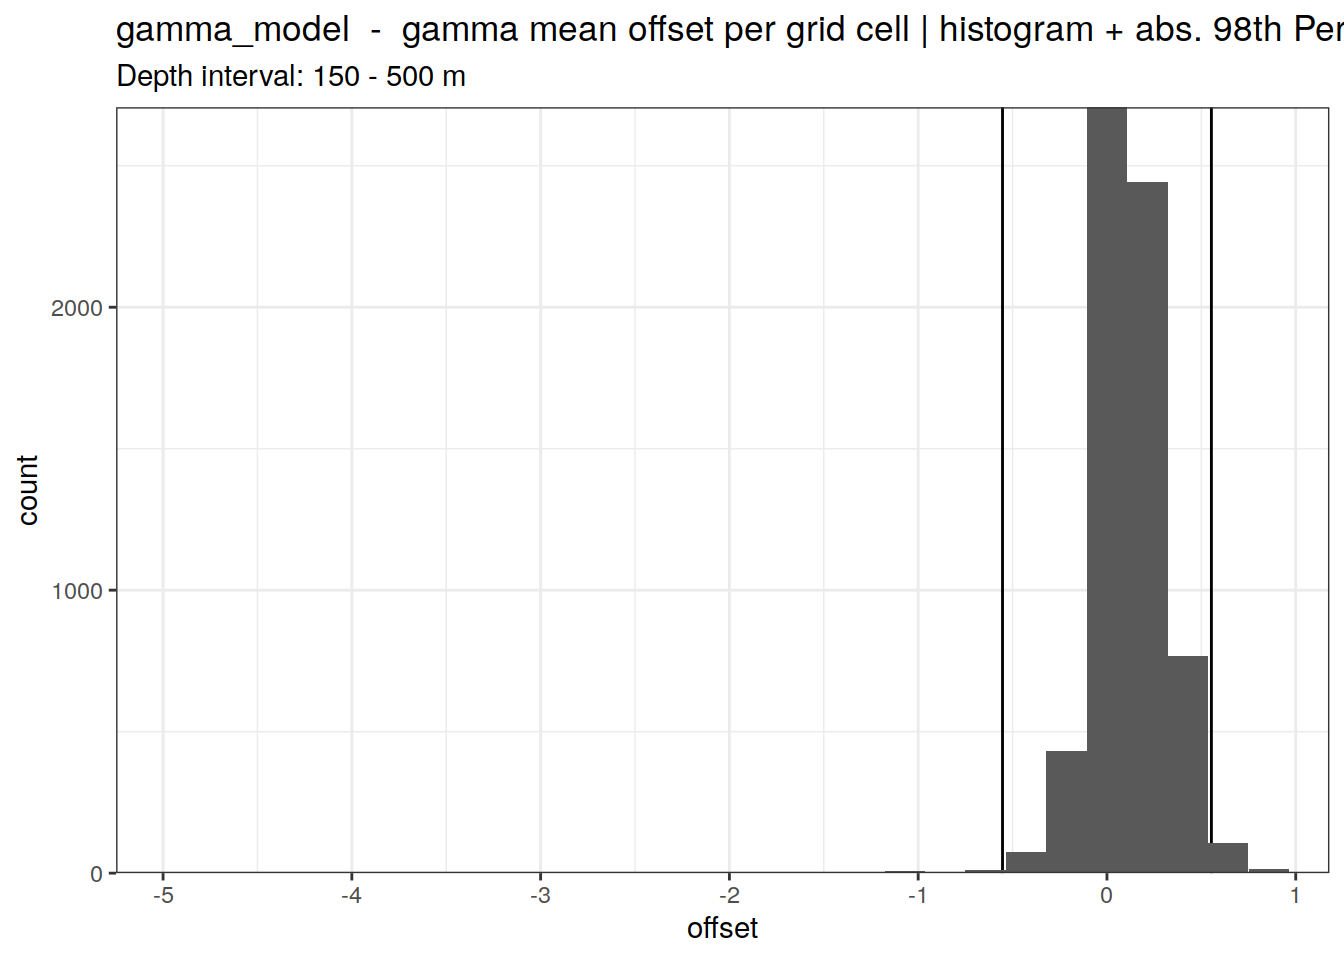 gamma_model - gamma mean offset per grid cell | histogram + abs. 98th Per
Depth interval: 150 - 500 m
count
2000
1000
0
-5 -4 -3 -2 -1 0 1
offset